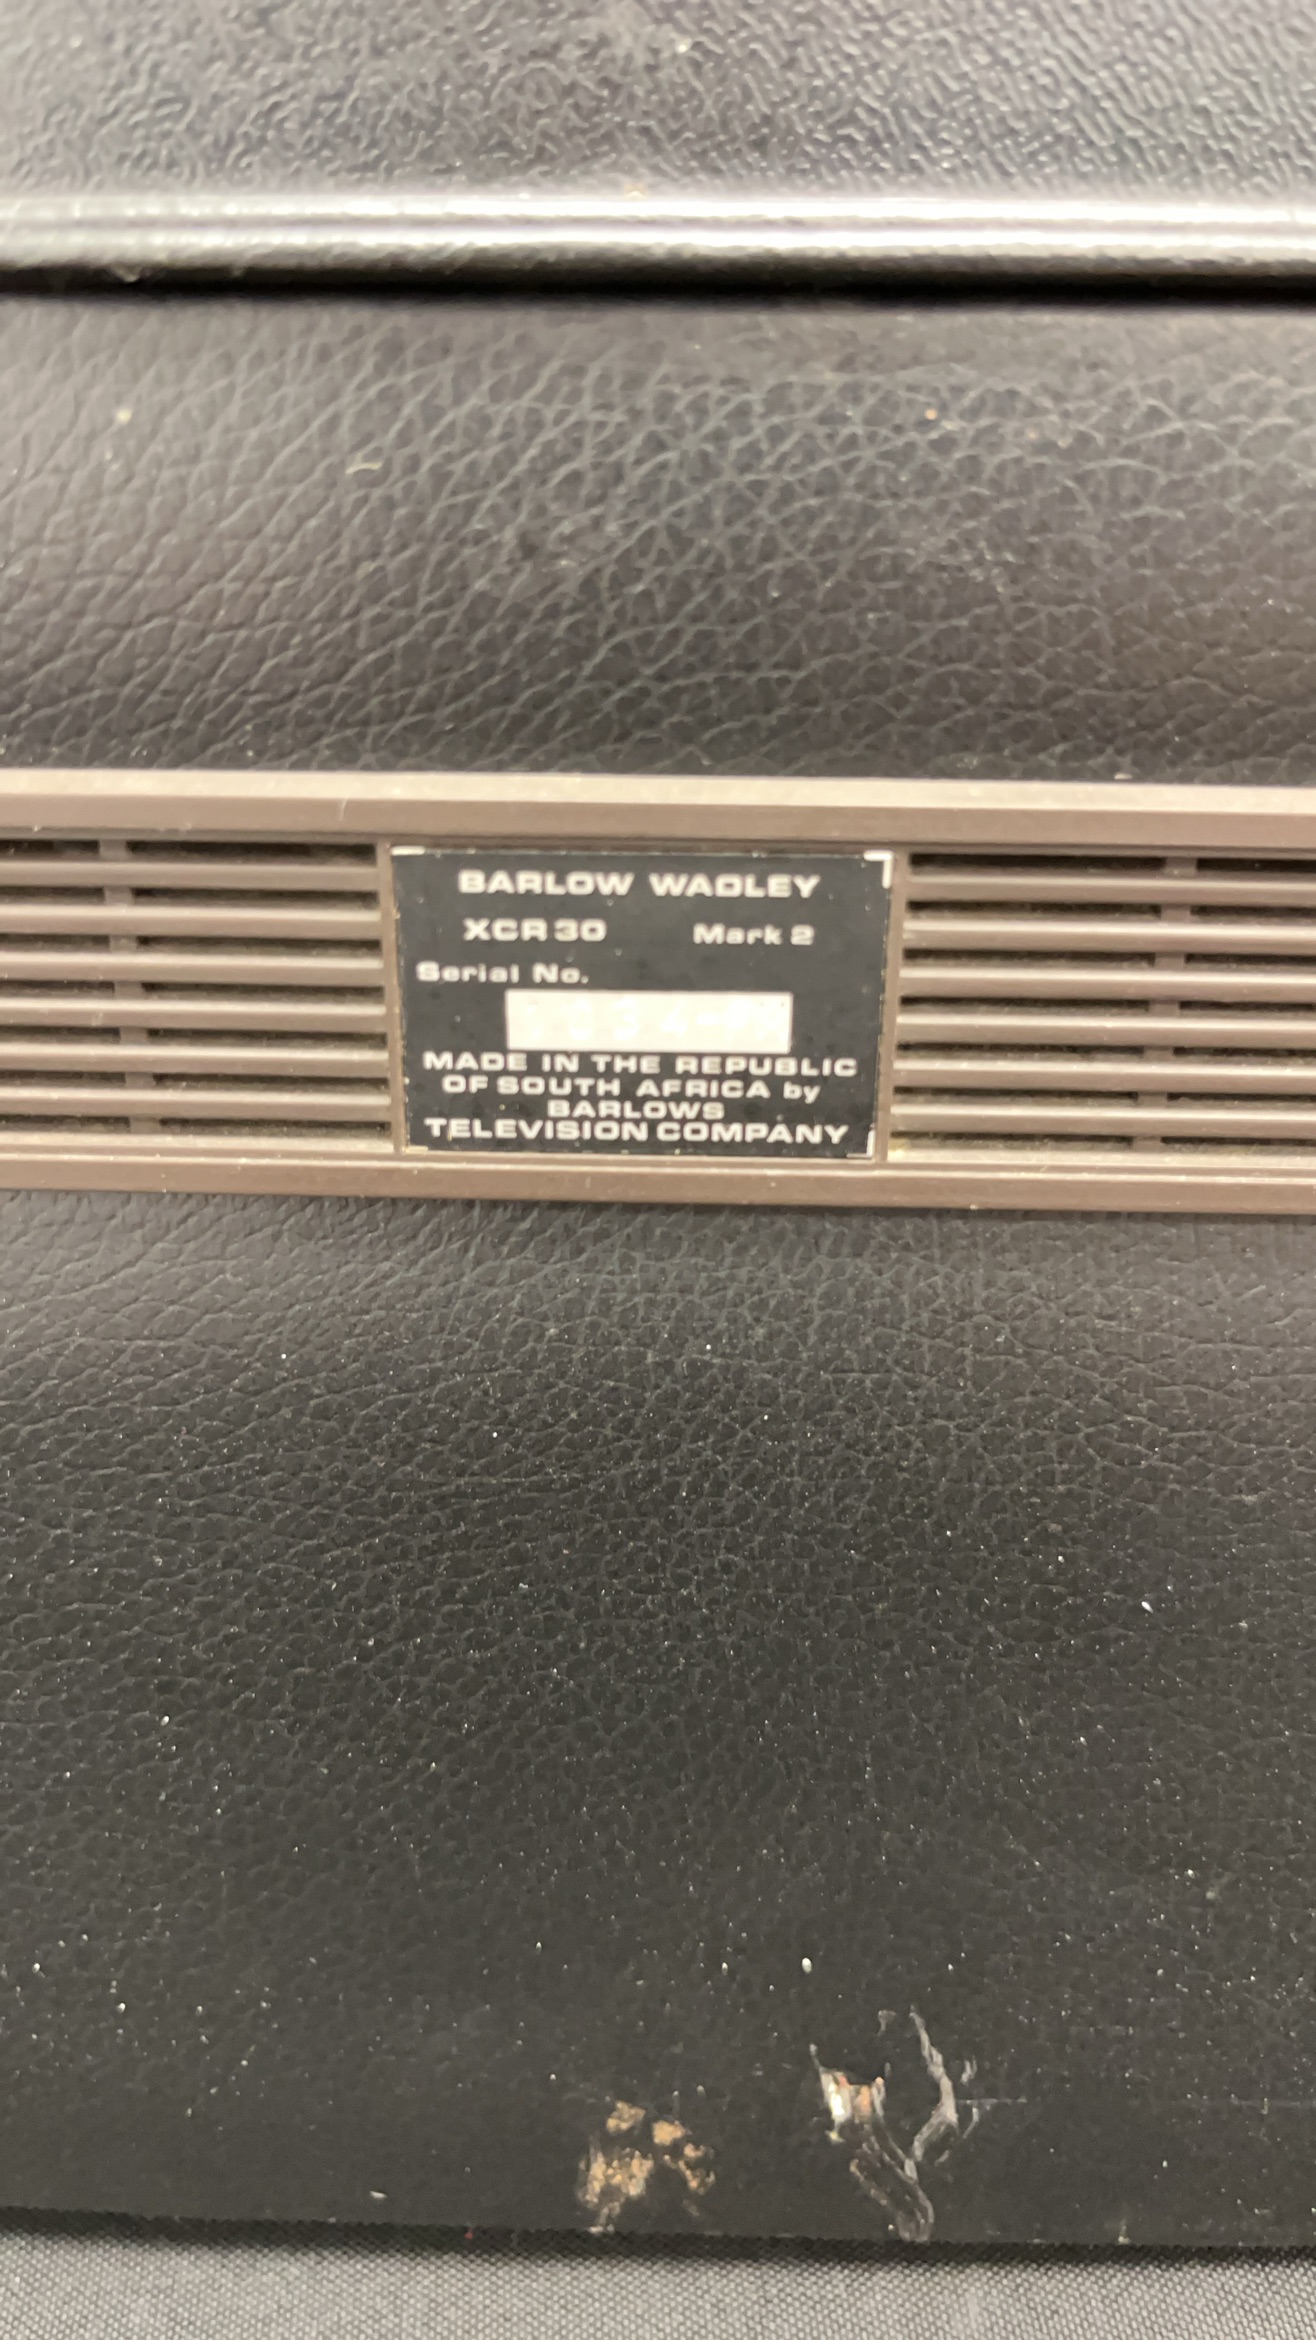 BARLOW WADLEY
XCR 30 Mark 2
Serial No.
MADE IN THE REPUBLIC
OF SOUTH AFRICA by
BARLOWS
TELEVISION COMPANY